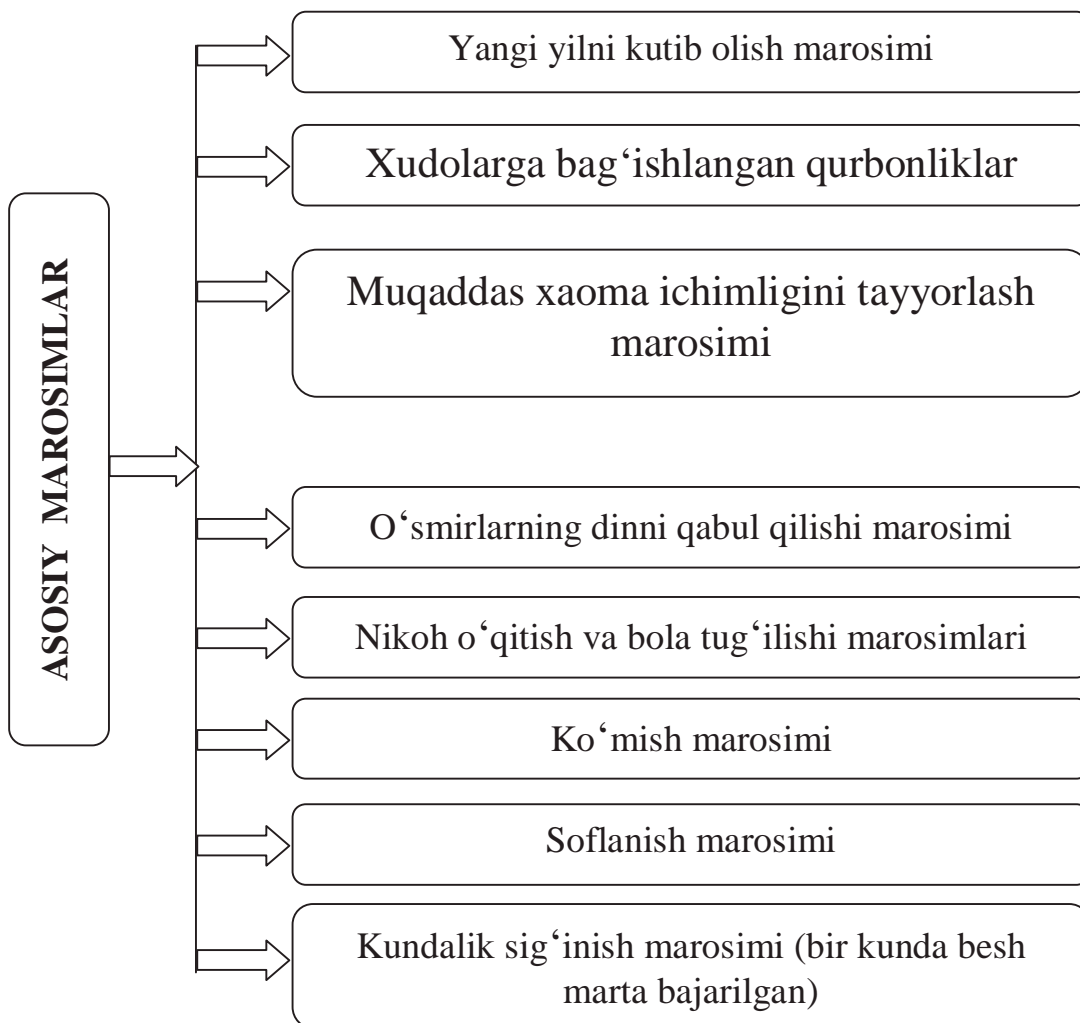 ASOSIY MAROSIMLAR
Yangi yilni kutib olish marosimi
Xudolarga bag‘ishlangan qurbonliklar
Muqaddas xaoma ichimligini tayyorlash
marosimi
O‘smirlarning dinni qabul qilishi marosimi
Nikoh o‘qitish va bola tug‘ilishi marosimlari
Ko‘mish marosimi
Soflanish marosimi
Kundalik sig‘inish marosimi (bir kunda besh
marta bajarilgan)